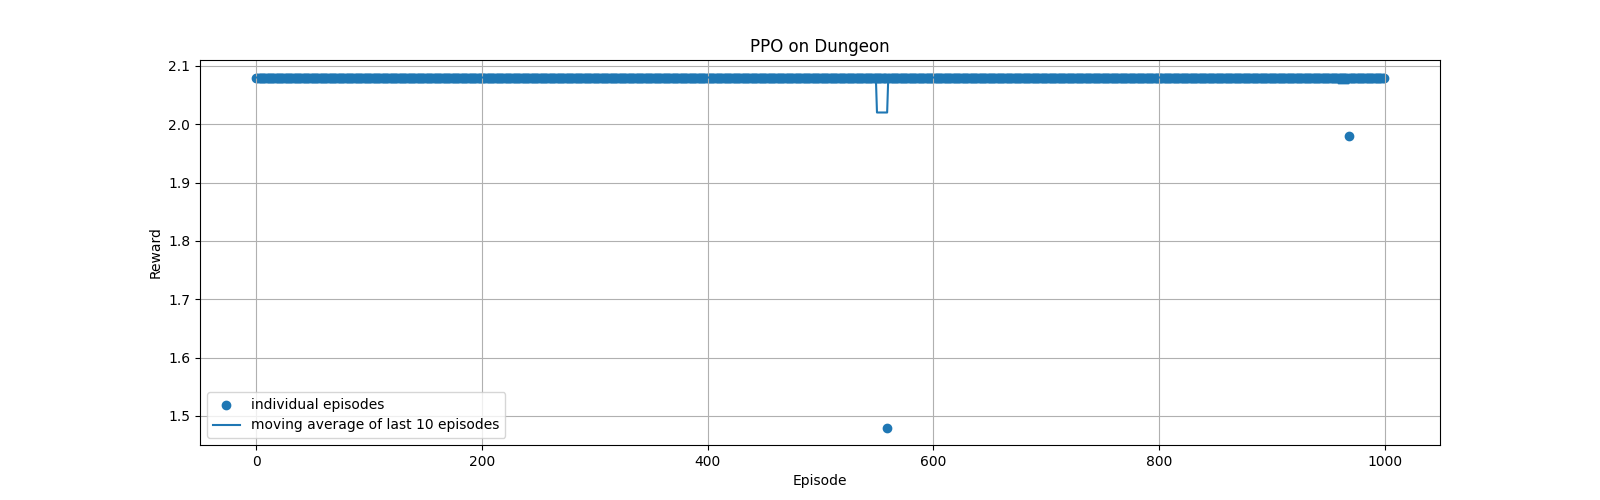 PPO on Dungeon
2.1
2.0
1.9
1.8
1.7
1.6
1.5
Reward
individual episodes
moving average of last 10 episodes
0 200 400 600 800 1000
Episode